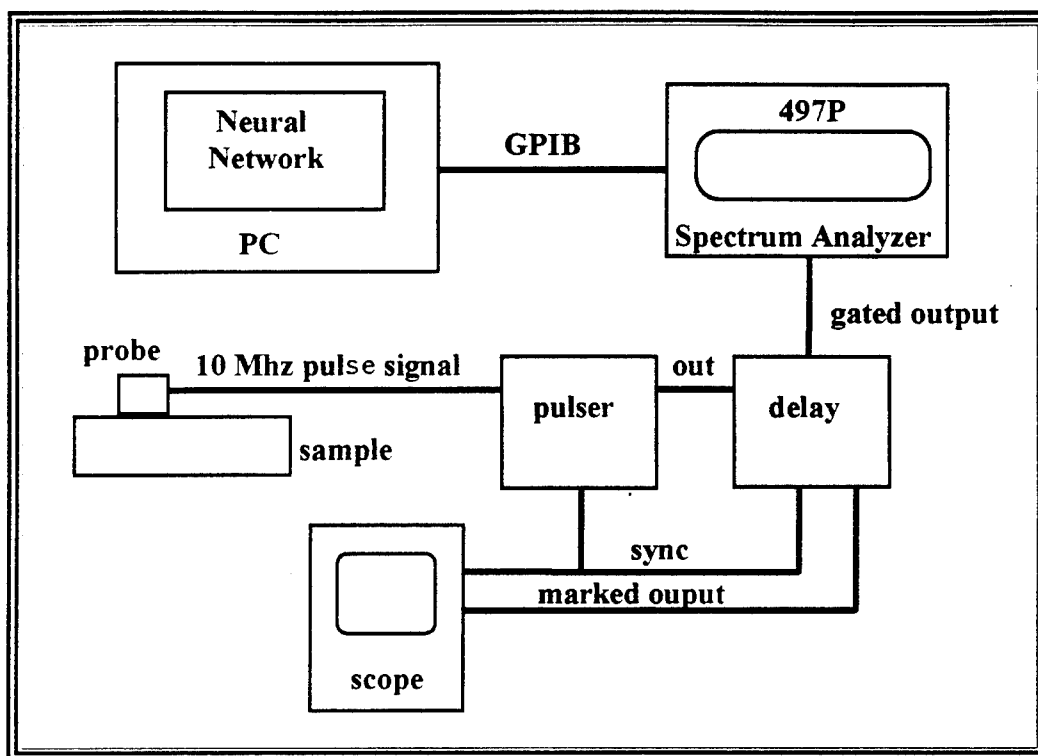 Neural
Network
PC
GPIB
497P
Spectrum Analyzer
gated output
probe
10 Mhz pulse signal
sample
pulser
out
delay
sync
marked ouput
scope